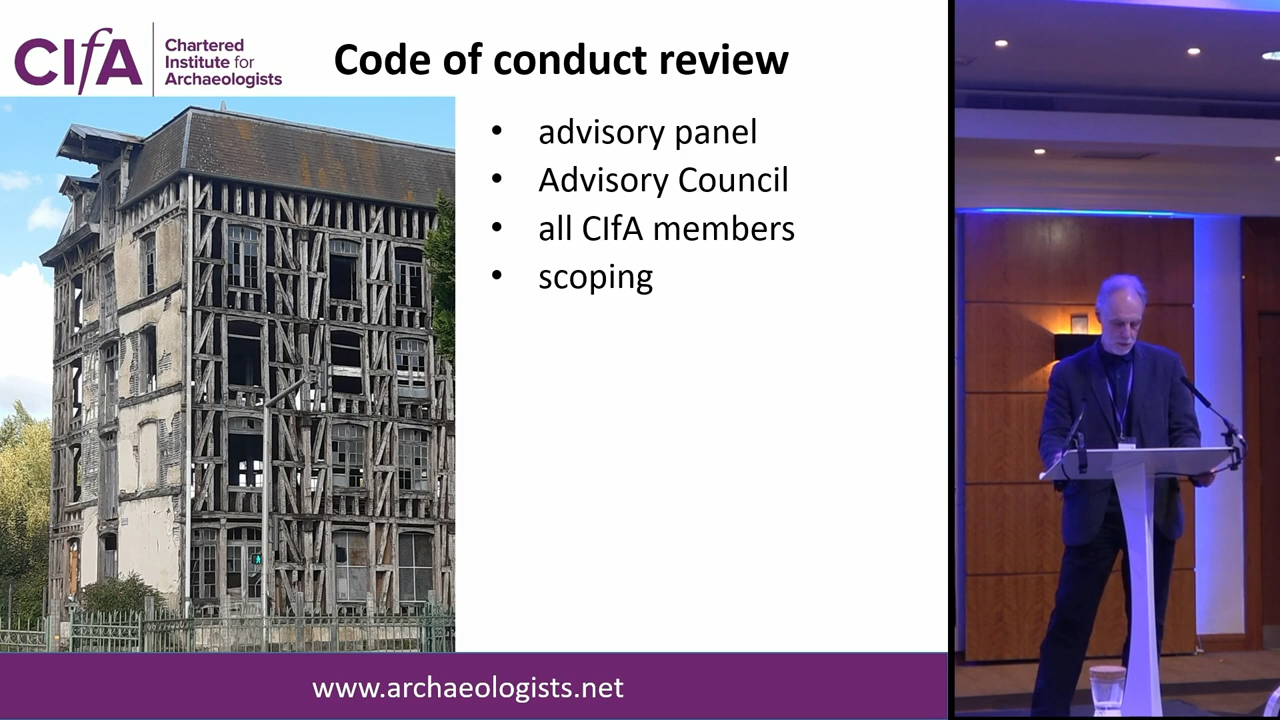 CIfA
Chartered
Institute for
Archaeologists
Code of conduct review
• advisory panel
• Advisory Council
• all CIfA members
• scoping
www.archaeologists.net